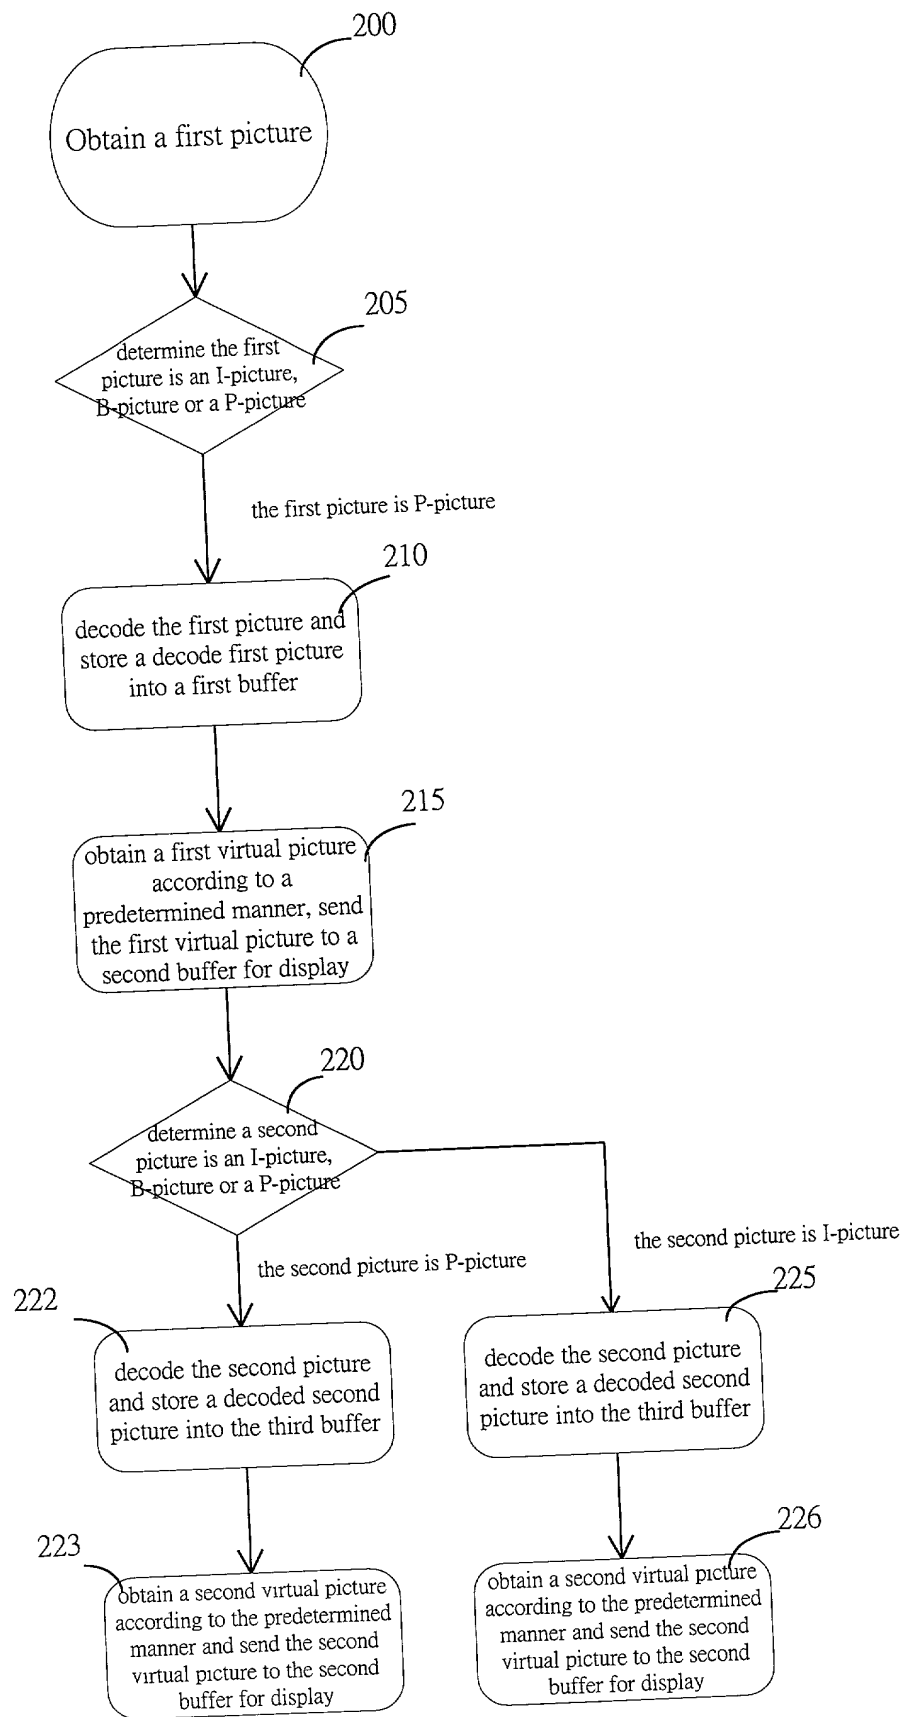 200
Obtain a first picture
205
determine the first
picture is an I-picture,
B-picture or a P-picture
the first picture is P-picture
210
decode the first picture and
store a decode first picture
into a first buffer
215
obtain a first virtual picture
according to a
predetermined manner, send
the first virtual picture to a
second buffer for display
220
determine a second
picture is an I-picture,
B-picture or a P-picture
the second picture is P-picture
the second picture is I-picture
222
decode the second picture
and store a decoded second
picture into the third buffer
225
decode the second picture
and store a decoded second
picture into the third buffer
223
obtain a second virtual picture
according to the predetermined
manner and send the second
virtual picture to the second
buffer for display
226
obtain a second virtual picture
according to the predetermined
manner and send the second
virtual picture to the second
buffer for display